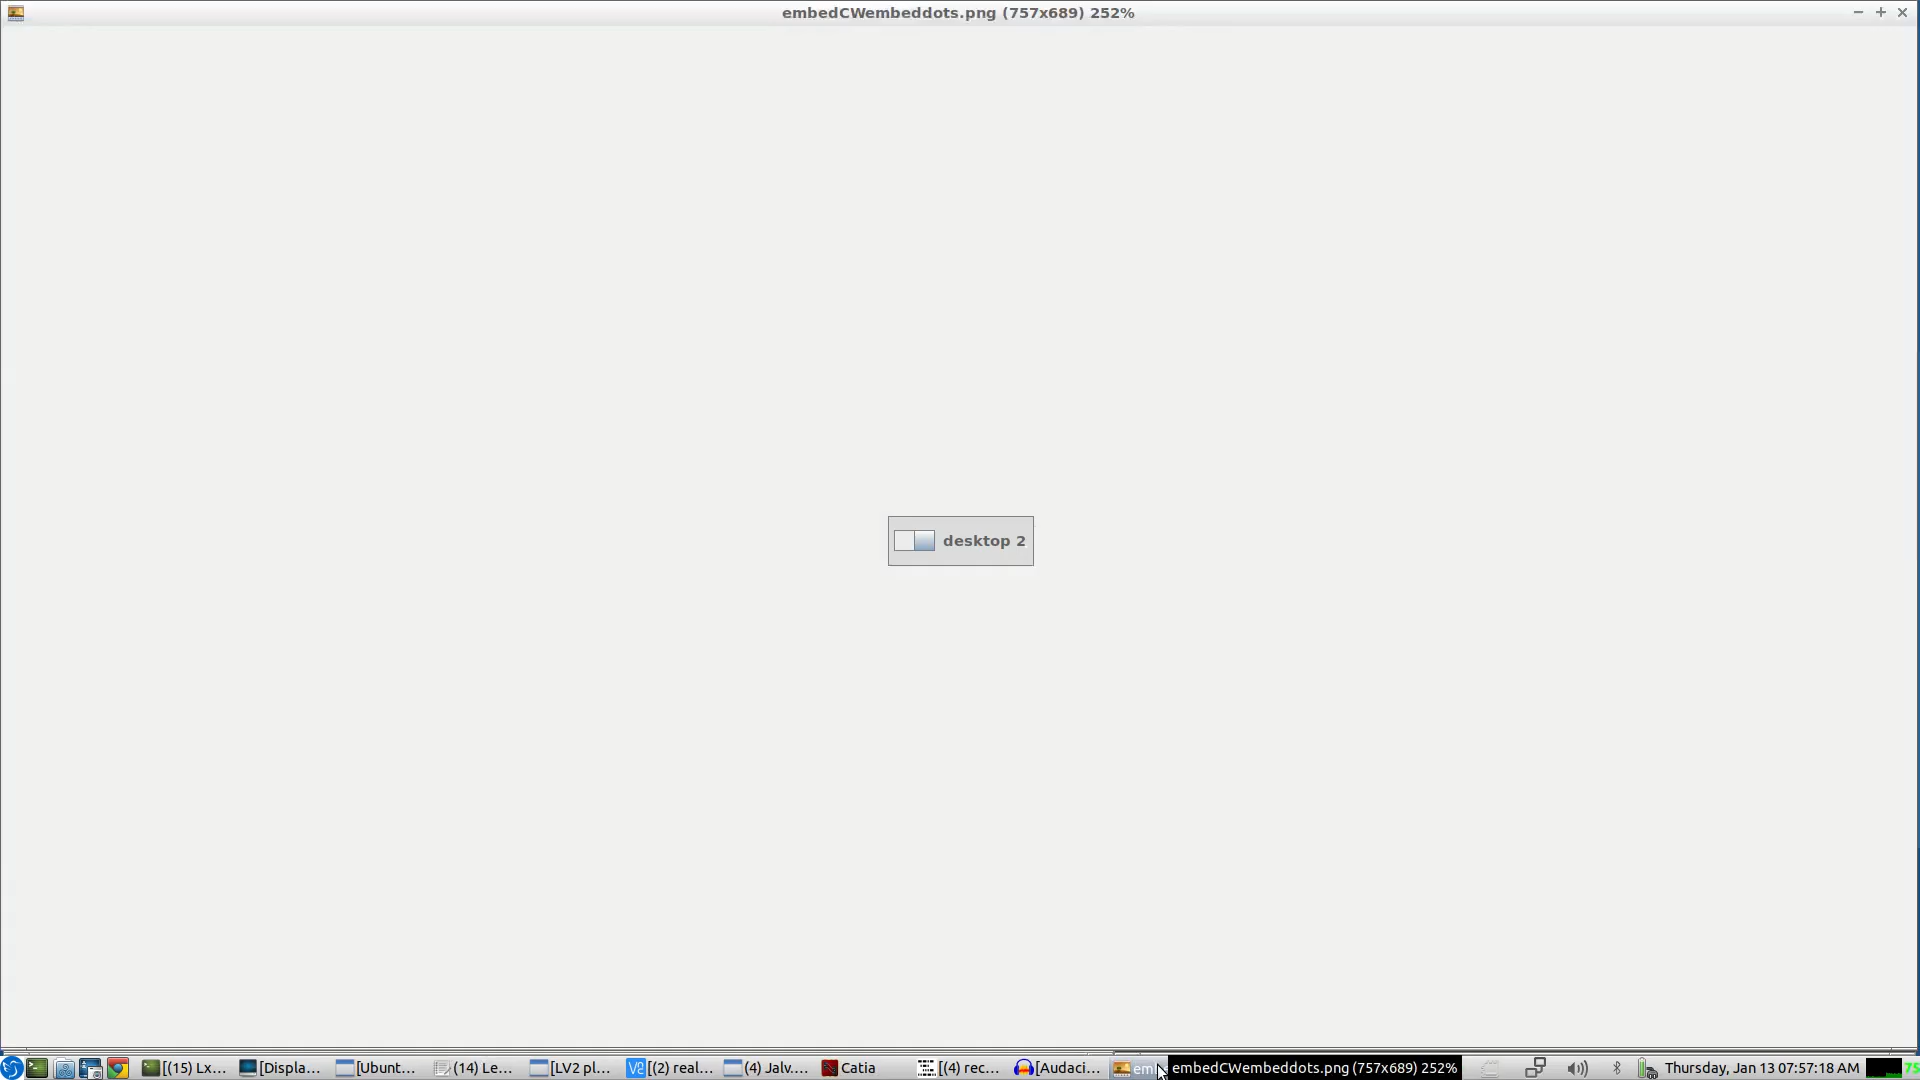 embedCWembeddots.png (757x689) 252%
desktop 2
[(15) Lx... [Displa... [Ubunt... (14) Le... [LV2 pl... [(2) real... (4) Jalv.... Catia [(4) rec... [Audaci... em embedCWembeddots.png (757x689) 252% Thursday, Jan 13 07:57:18 AM